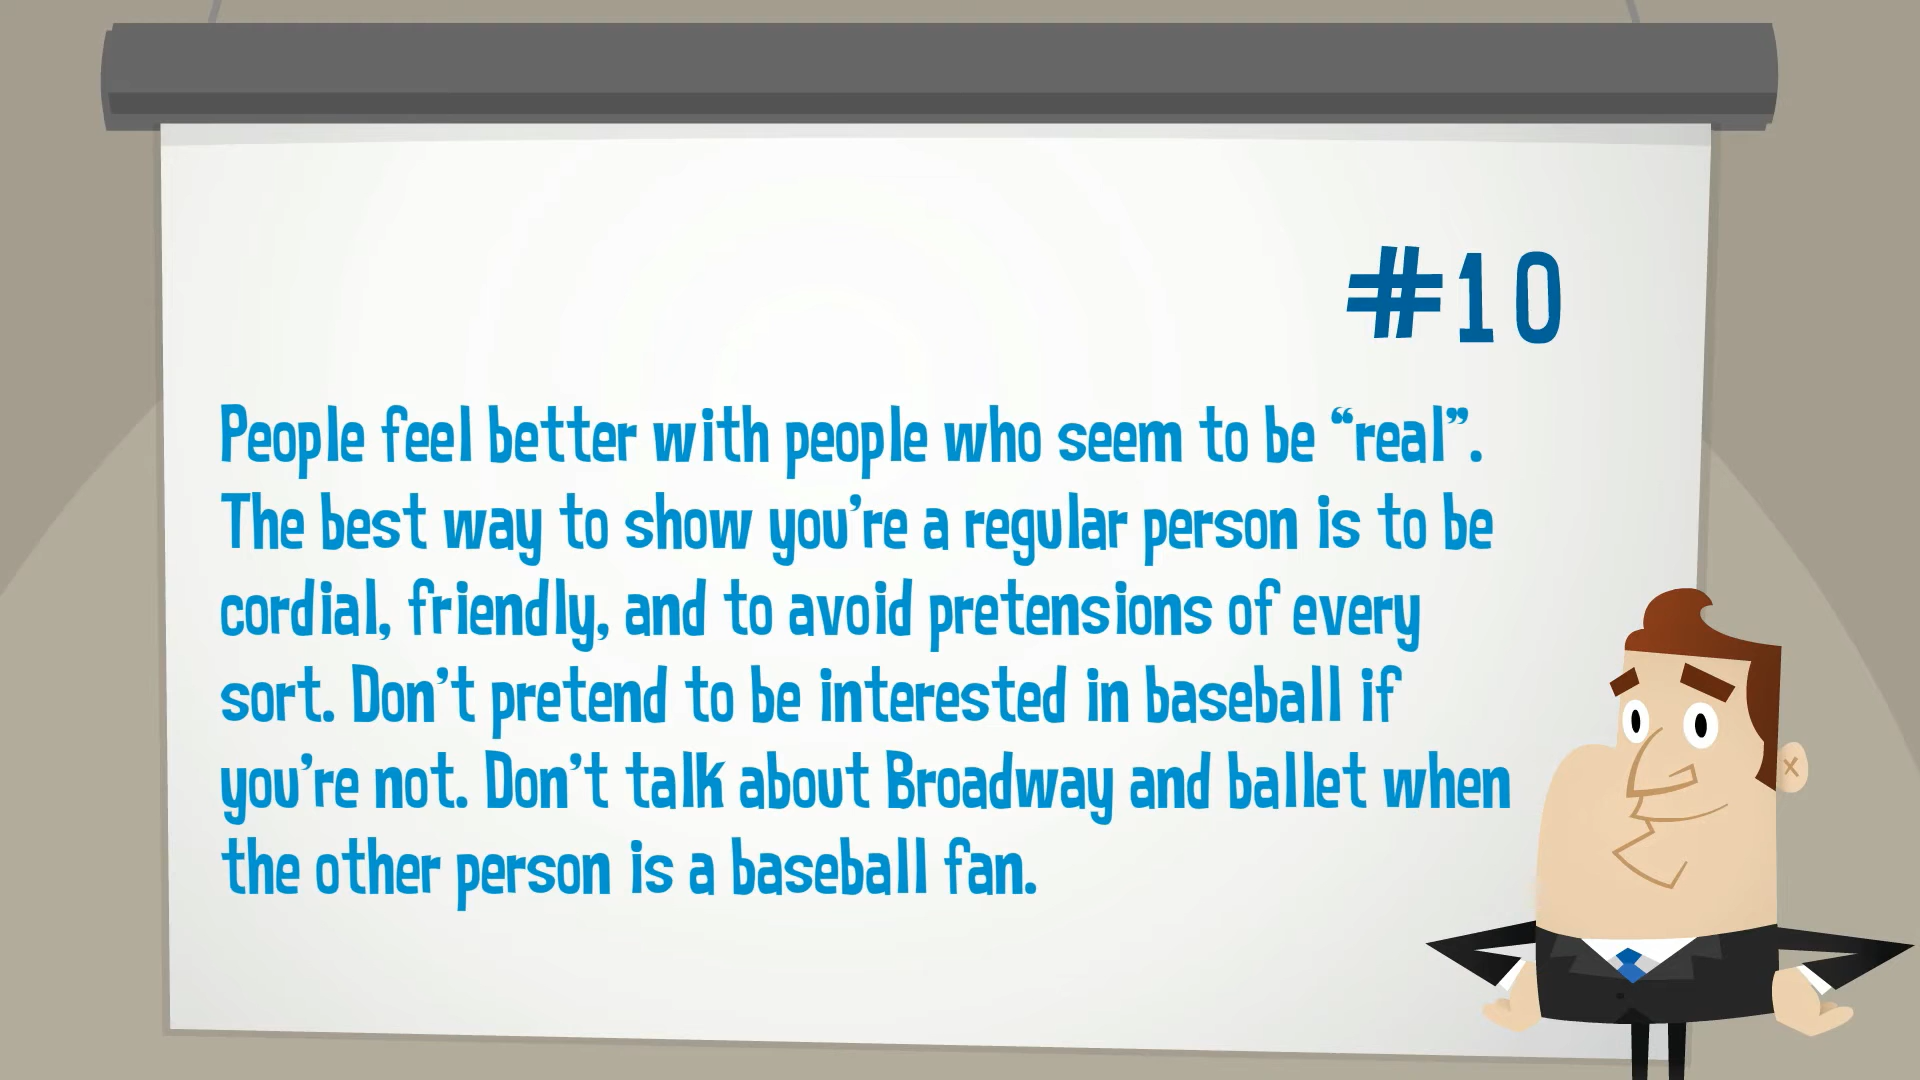 #10
People feel better with people who seem to be “real”.
The best way to show you’re a regular person is to be
cordial, friendly, and to avoid pretensions of every
sort. Don’t pretend to be interested in baseball if
you’re not. Don’t talk about Broadway and ballet when
the other person is a baseball fan.